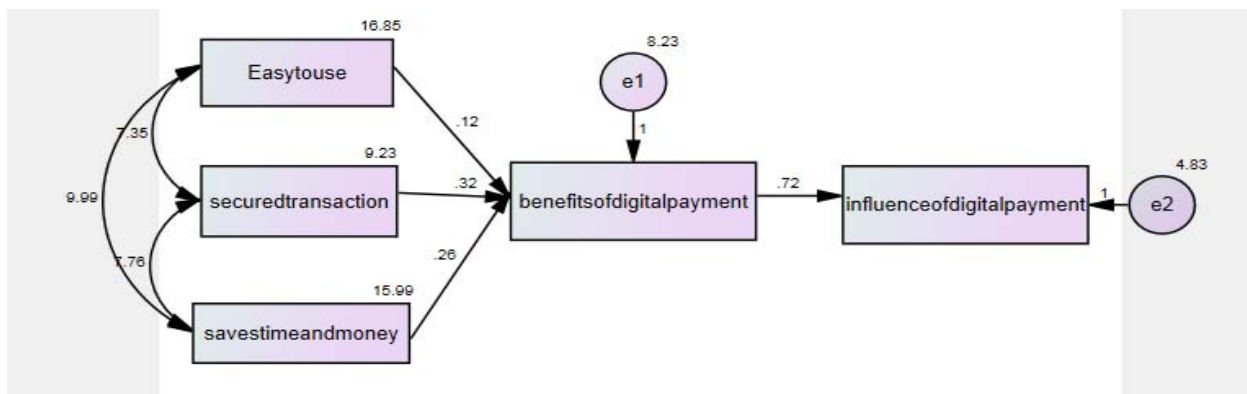 16.85
Easytouse
8.23
e1
7.35
.12
1
9.23
securedtransaction
.32
benefitsofdigitalpayment
.72
influenceofdigitalpayment
1
4.83
e2
9.99
7.76
.26
15.99
savestimeandmoney